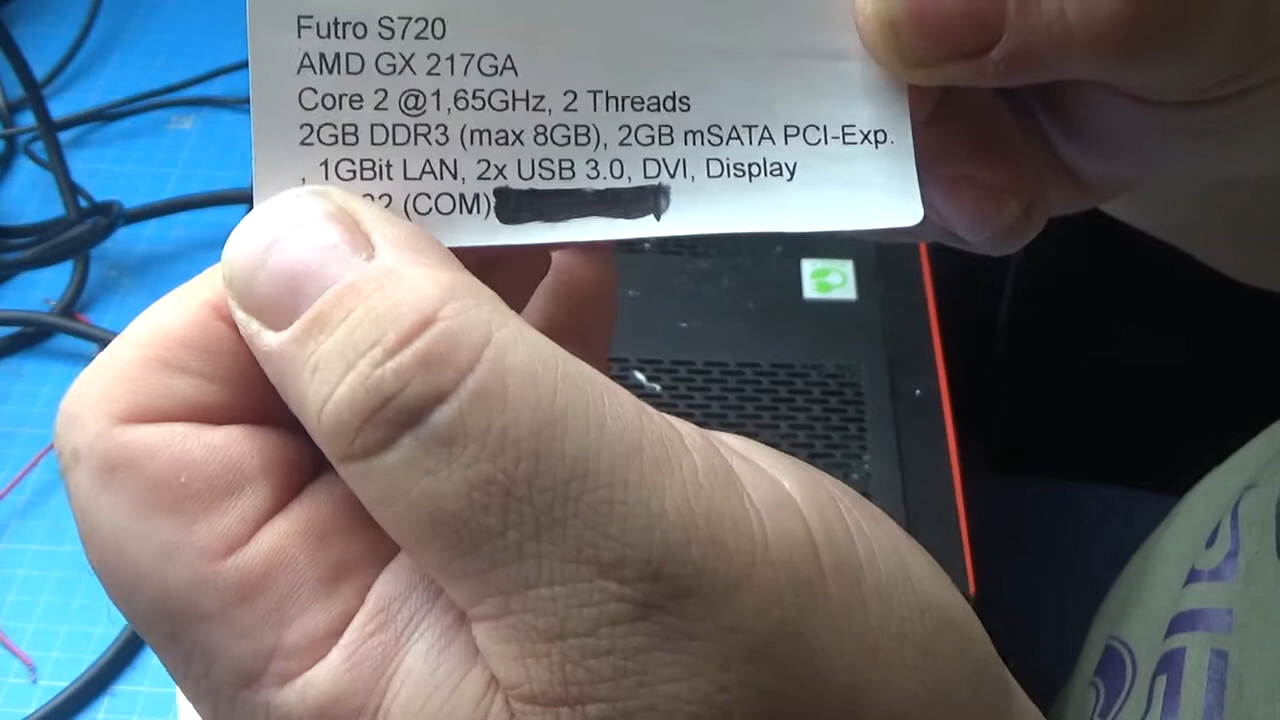 Futro S720
AMD GX 217GA
Core 2 @1,65GHz, 2 Threads
2GB DDR3 (max 8GB), 2GB mSATA PCI-Exp.
, 1GBit LAN, 2x USB 3.0, DVI, Display
(COM)